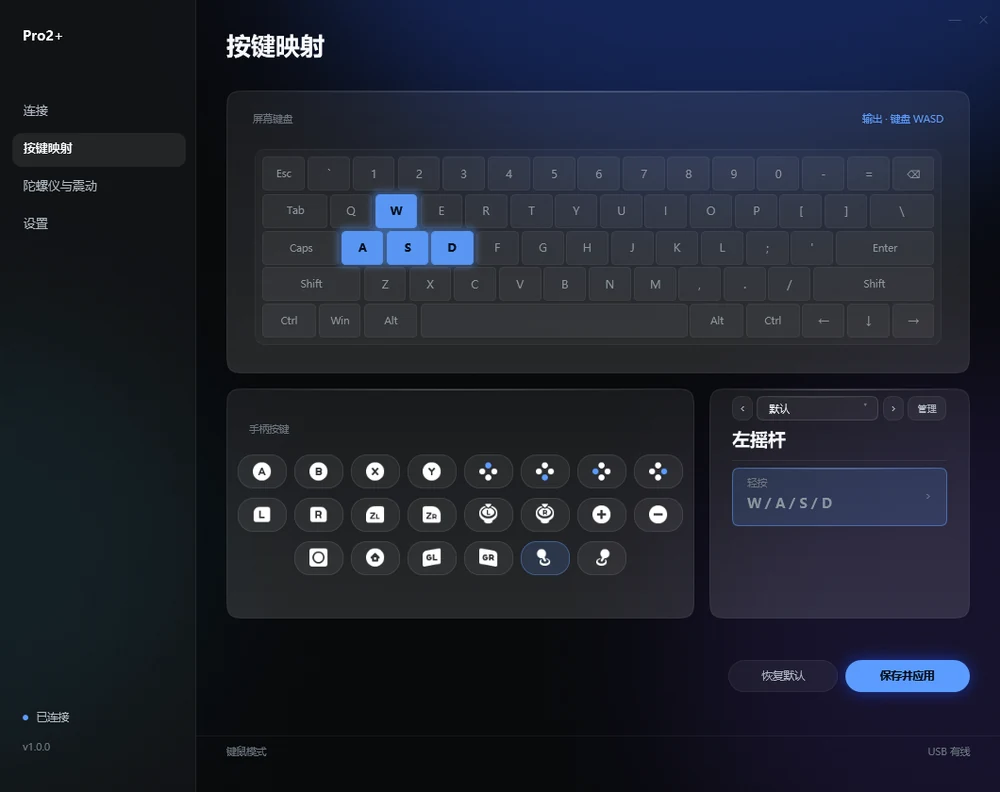 Pro2+
按键映射
连接
按键映射
陀螺仪与震动
设置
屏幕键盘
输出 · 键盘 WASD
Esc ` 1 2 3 4 5 6 7 8 9 0 - = ⌫
Tab Q W E R T Y U I O P [ ] \
Caps A S D F G H J K L ; ' Enter
Shift Z X C V B N M , . / Shift
Ctrl Win Alt Alt Ctrl ← ↓ →
手柄按键
A B X Y
L R ZL ZR L R + −
GL GR
‹ 默认 › 管理
左摇杆
轻按
W / A / S / D ›
恢复默认
保存并应用
已连接
v1.0.0
键鼠模式
USB 有线